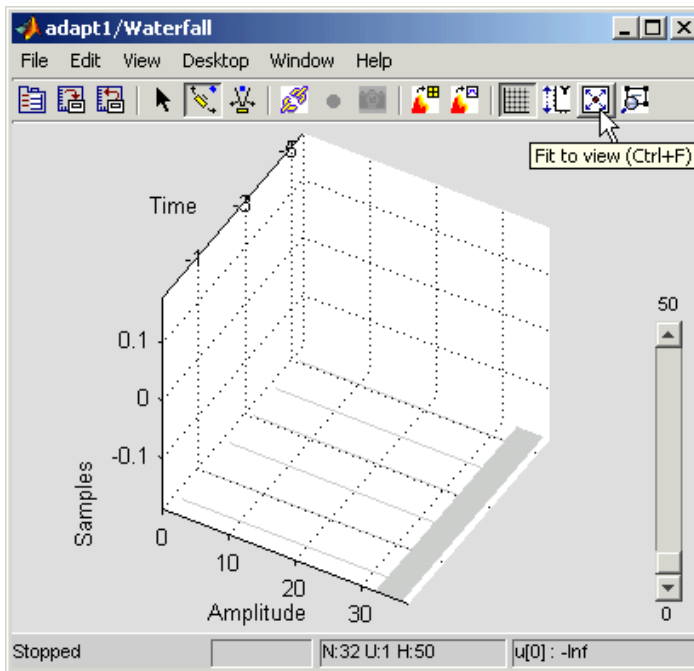 adapt1/Waterfall
File Edit View Desktop Window Help
Fit to view (Ctrl+F)
-5
-3
-1
Time
0.1
0
-0.1
Samples
0
10
20
30
Amplitude
50
0
Stopped
N:32 U:1 H:50
u[0] : -Inf